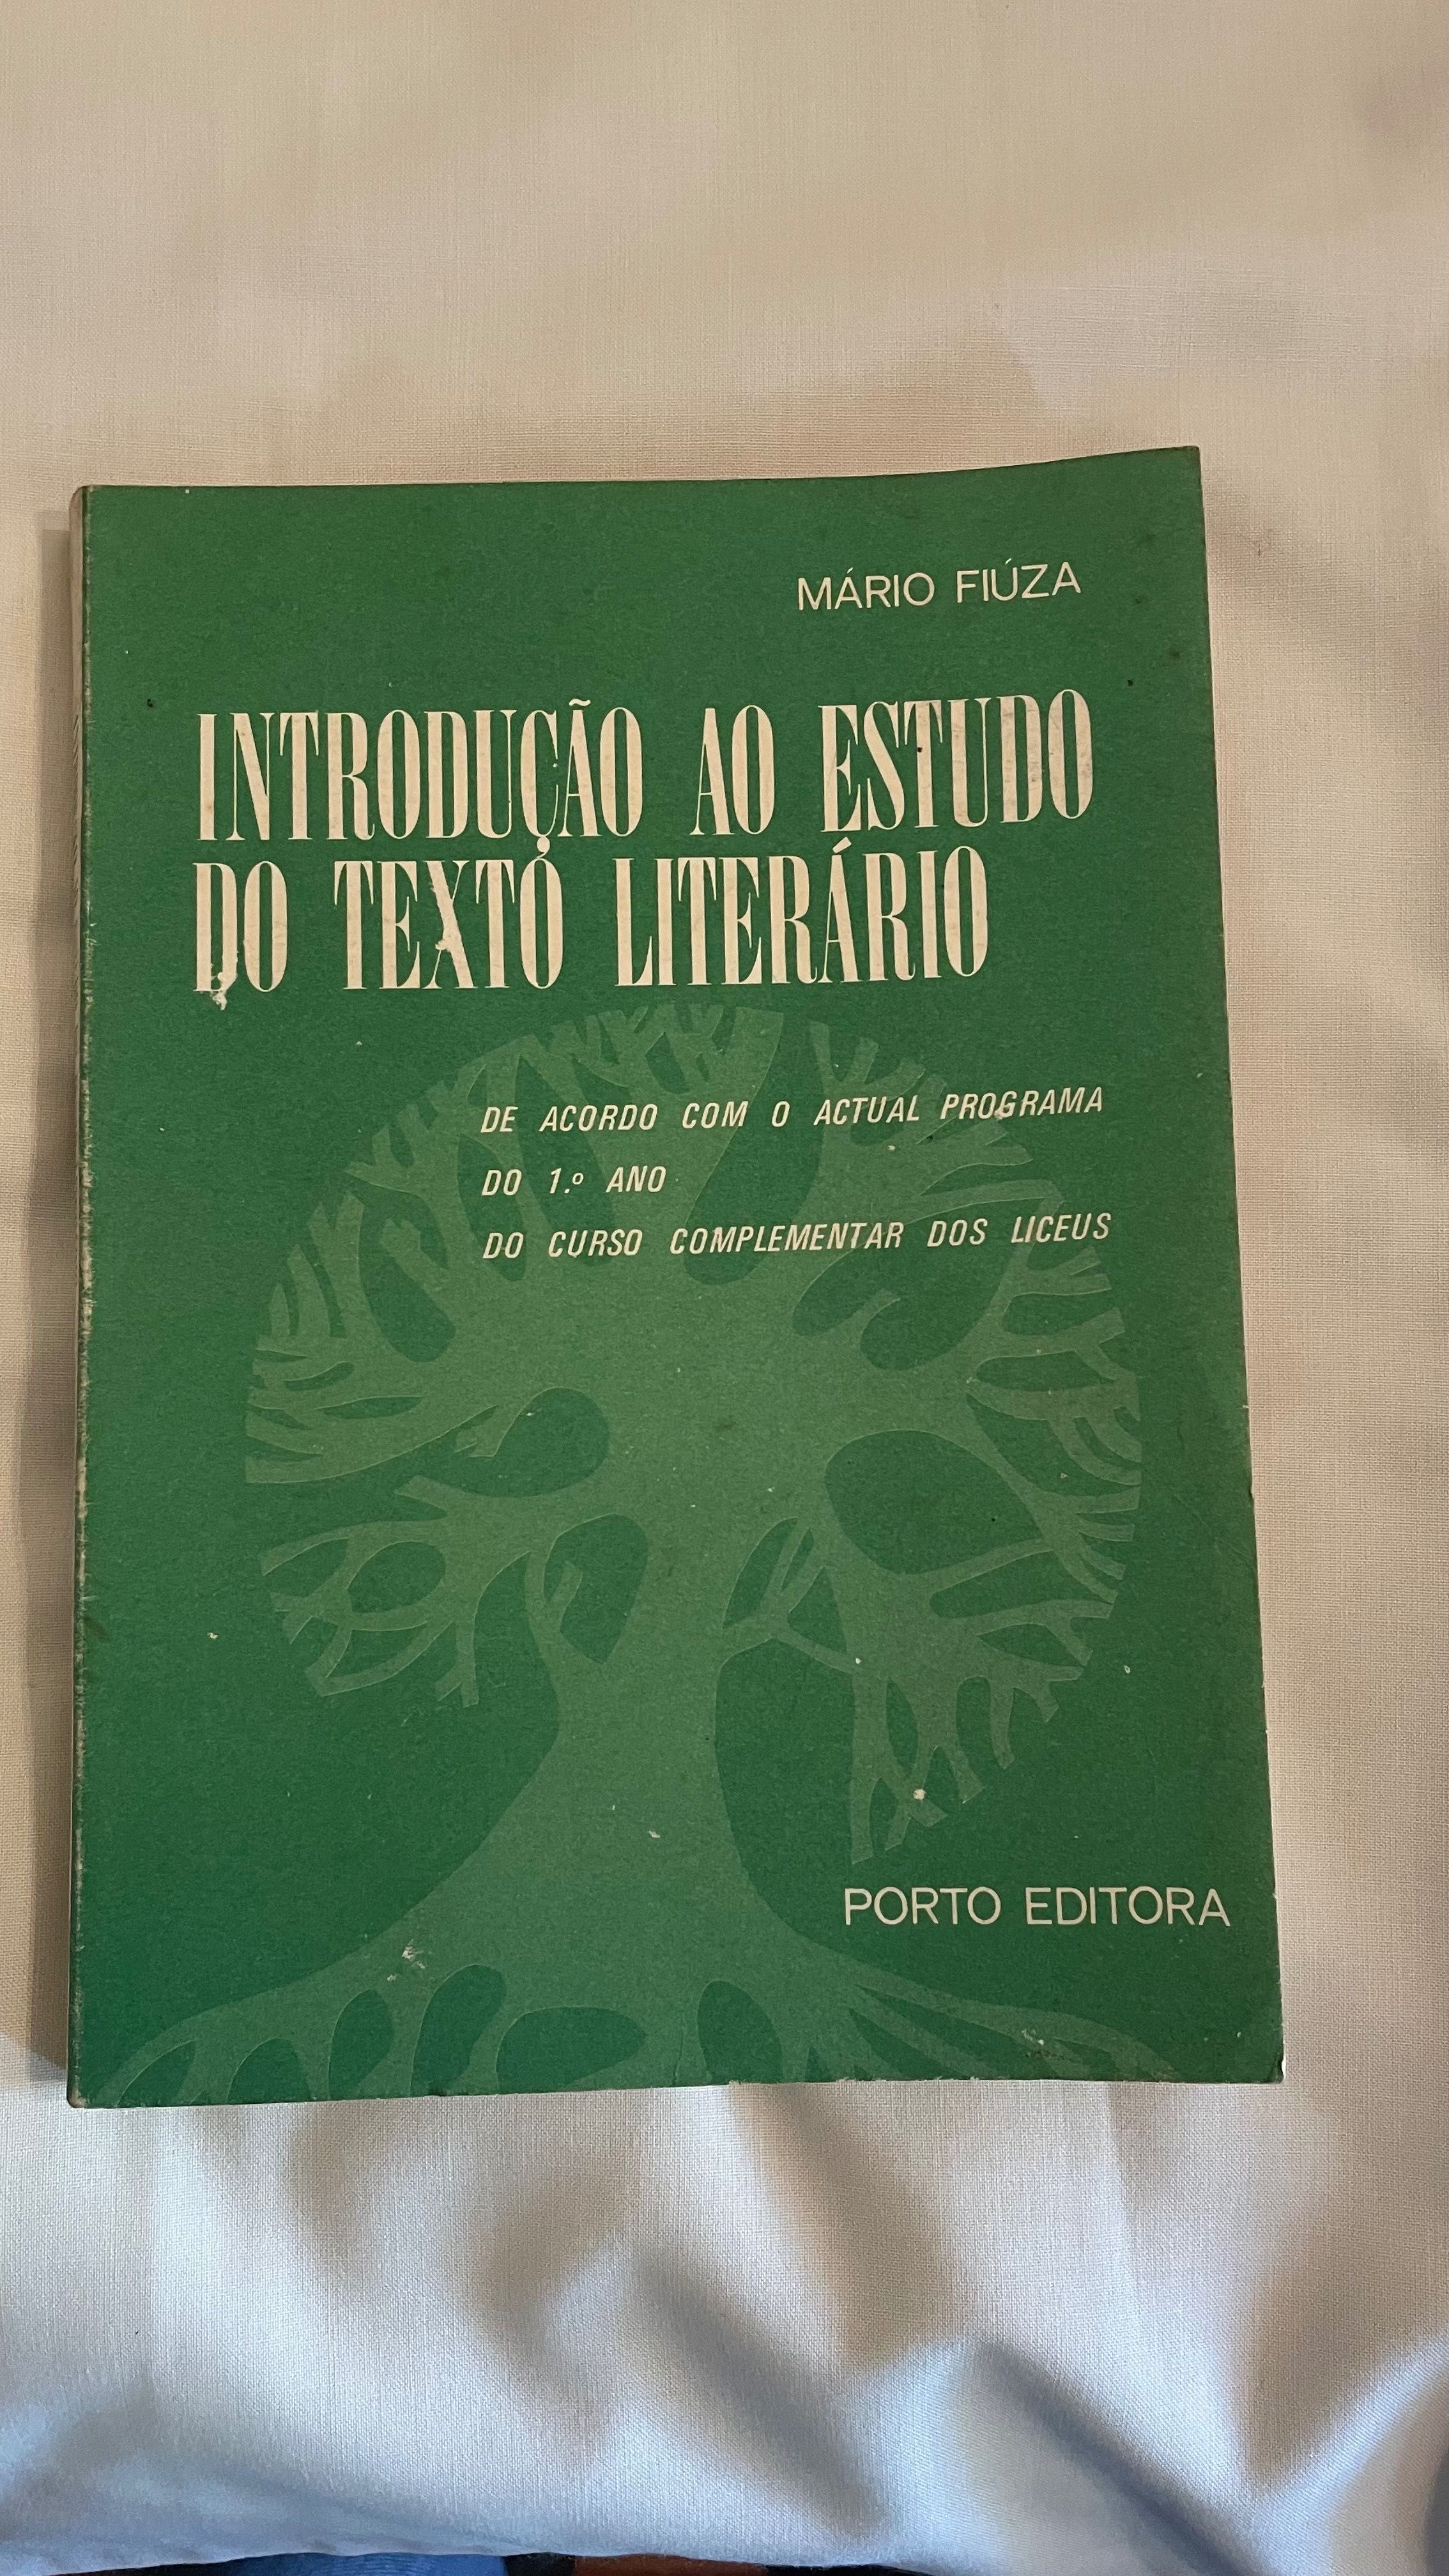 MÁRIO FIÚZA
INTRODUÇÃO AO ESTUDO
DO TEXTO LITERÁRIO
DE ACORDO COM O ACTUAL PROGRAMA
DO 1.º ANO
DO CURSO COMPLEMENTAR DOS LICEUS
PORTO EDITORA